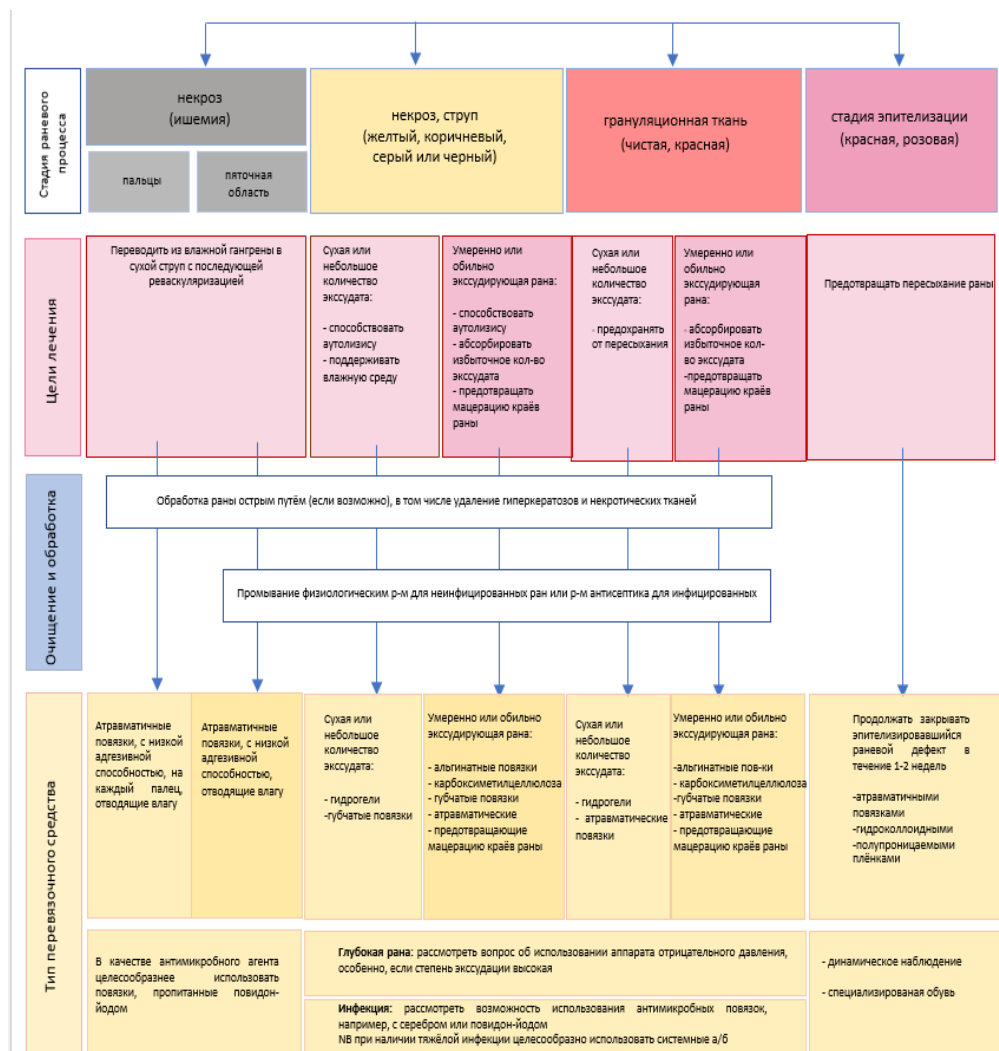 Стадия раневого
процесса
некроз
(ишемия)
пальцы
пяточная
область
некроз, струп
(желтый, коричневый,
серый или черный)
грануляционная ткань
(чистая, красная)
стадия эпителизации
(красная, розовая)
Цели лечения
Переводить из влажной гангрены в
сухой струп с последующей
реваскуляризацией
Сухая или
небольшое
количество
экссудата:
- способствовать
аутолизису
- поддерживать
влажную среду
Умеренно или
обильно
экссудирующая рана:
- способствовать
аутолизису
- абсорбировать
избыточное кол-во
экссудата
- предотвращать
мацерацию краёв
раны
Сухая или
небольшое
количество
экссудата:
- предохранять
от пересыхания
Умеренно или
обильно
экссудирующая
рана:
- абсорбировать
избыточное кол-
во экссудата
-предотвращать
мацерацию краёв
раны
Предотвращать пересыхание раны
Очищение и обработка
Обработка раны острым путём (если возможно), в том числе удаление гиперкератозов и некротических тканей
Промывание физиологическим р-м для неинфицированных ран или р-м антисептика для инфицированных
Тип перевязочного средства
Атравматичные
повязки, с низкой
адгезивной
способностью, на
каждый палец,
отводящие влагу
Атравматичные
повязки, с низкой
адгезивной
способностью,
отводящие влагу
Сухая или
небольшое
количество
экссудата:
- гидрогели
-губчатые повязки
Умеренно или обильно
экссудирующая рана:
- альгинатные повязки
- карбоксиметилцеллюлоза
- губчатые повязки
- атравматические
- предотвращающие
мацерацию краёв раны
Сухая или
небольшое
количество
экссудата:
- гидрогели
- атравматические
повязки
Умеренно или обильно
экссудирующая рана:
-альгинатные пов-ки
- карбоксиметилцеллюлоза
-губчатые повязки
- атравматические
- предотвращающие
мацерацию краёв раны
Продолжать закрывать
эпителизировавшийся
раневой дефект в
течение 1-2 недель
-атравматичными
повязками
-гидроколлоидными
-полупроницаемыми
плёнками
В качестве антимикробного агента
целесообразнее использовать
повязки, пропитанные повидон-
йодом
Глубокая рана: рассмотреть вопрос об использовании аппарата отрицательного давления,
особенно, если степень экссудации высокая
Инфекция: рассмотреть возможность использования антимикробных повязок,
например, с серебром или повидон-йодом
NB при наличии тяжёлой инфекции целесообразно использовать системные а/б
- динамическое наблюдение
- специализированая обувь